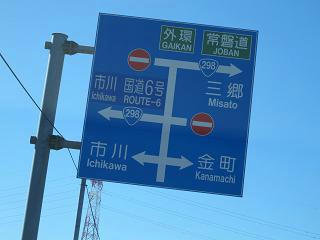 外環
GAIKAN
常磐道
JOBAN
298
三郷
Misato
市川
Ichikawa
国道6号
ROUTE-6
298
市川
Ichikawa
金町
Kanamachi